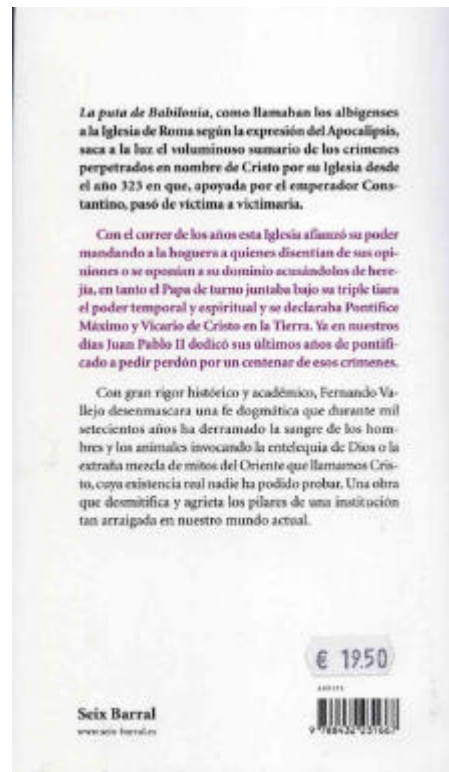 La puta de Babilonia, como llamaban los albigenses
a la Iglesia de Roma según la expresión del Apocalipsis,
saca a la luz el voluminoso sumario de los crímenes
perpetrados en nombre de Cristo por su Iglesia desde
el año 323 en que, apoyada por el emperador Cons-
tantino, pasó de víctima a victimaria.
Con el correr de los años esta Iglesia afianzó su poder
mandando a la hoguera a quienes disentían de sus opi-
niones o se oponían a su dominio acusándolos de here-
jía, en tanto el Papa de turno juntaba bajo su triple tiara
el poder temporal y espiritual y se declaraba Pontífice
Máximo y Vicario de Cristo en la Tierra. Ya en nuestros
días Juan Pablo II dedicó sus últimos años de pontifi-
cado a pedir perdón por un centenar de esos crímenes.
Con gran rigor histórico y académico, Fernando Va-
llejo desenmascara una fe dogmática que durante mil
setecientos años ha derramado la sangre de los hom-
bres y los animales invocando la entelequia de Dios o la
extraña mezcla de mitos del Oriente que llamamos Cris-
to, cuya existencia real nadie ha podido probar. Una obra
que desmitifica y agrieta los pilares de una institución
tan arraigada en nuestro mundo actual.
€ 19.50
Seix Barral
www.seix-barral.es
9 788432 231667